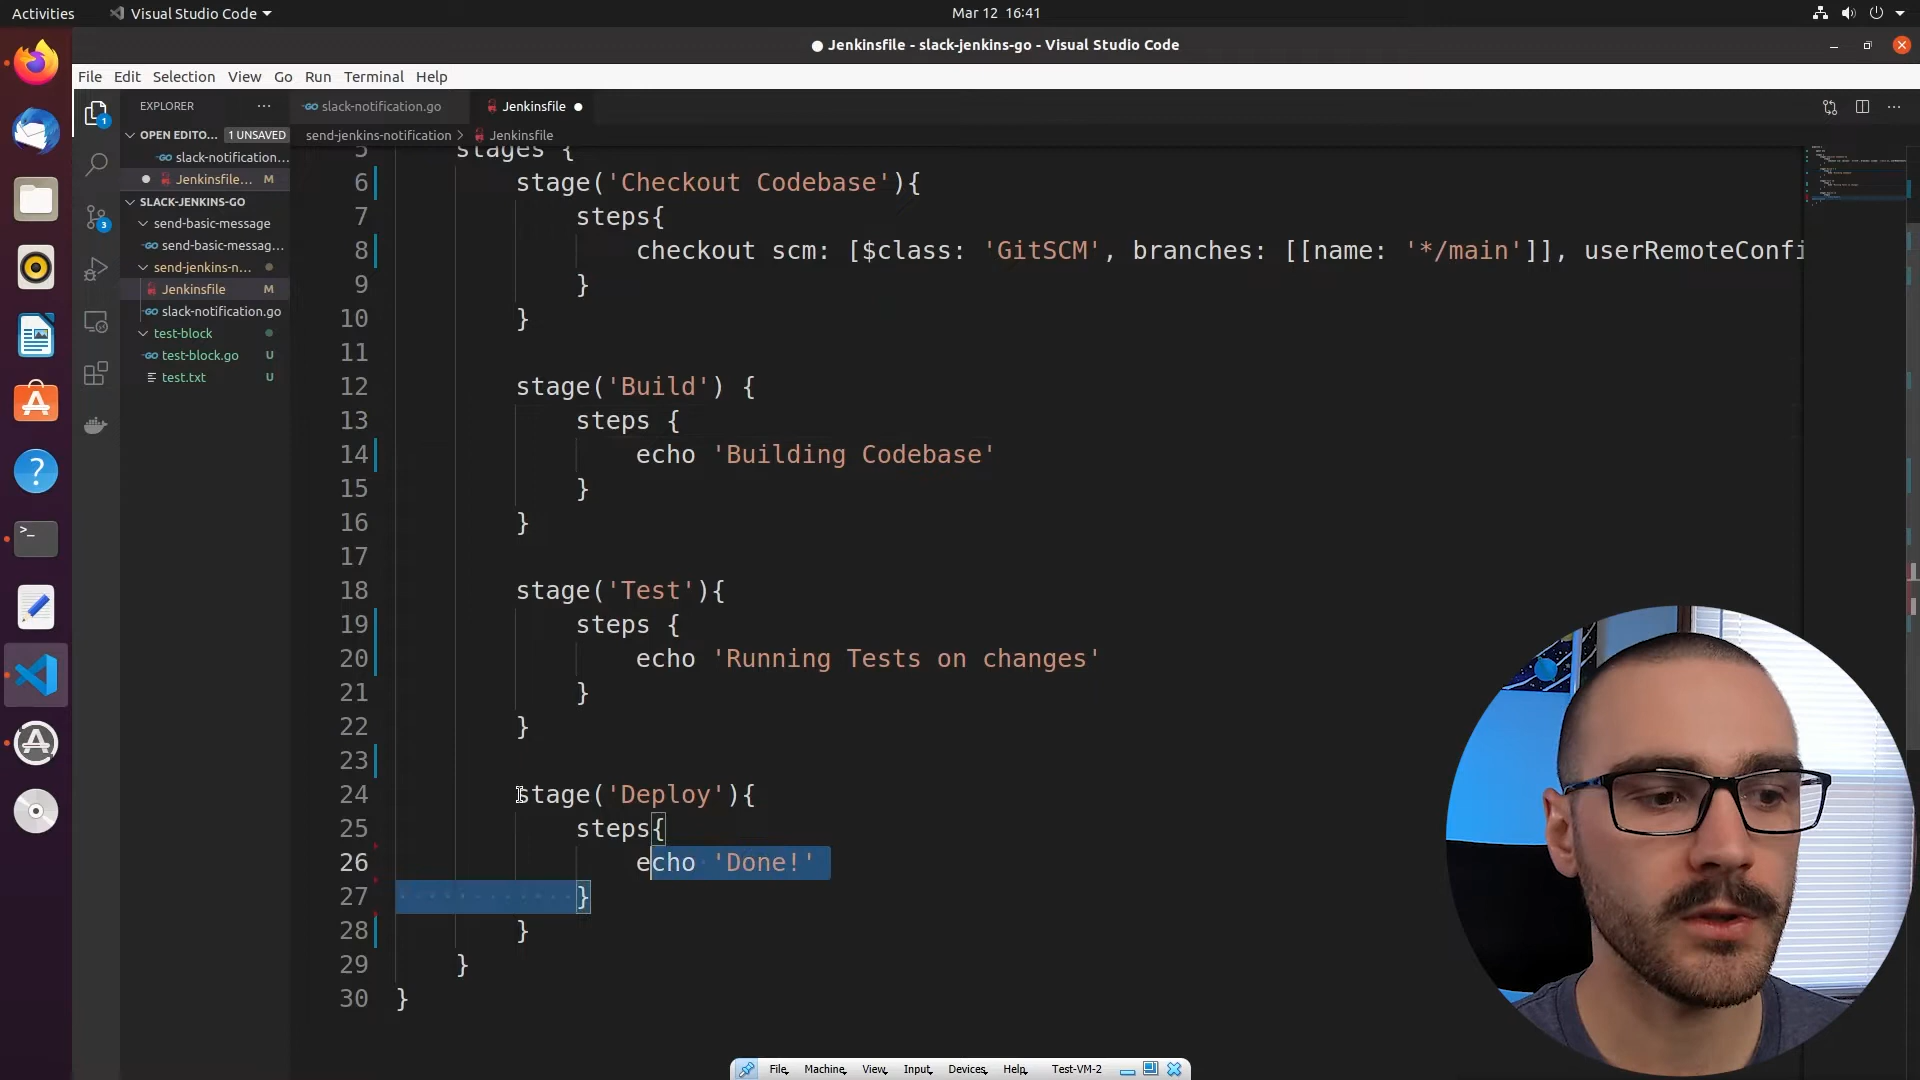 Activities
Visual Studio Code
Mar 12 16:41
Jenkinsfile - slack-jenkins-go - Visual Studio Code
File Edit Selection View Go Run Terminal Help
EXPLORER
slack-notification.go
Jenkinsfile
OPEN EDITO... 1 UNSAVED
send-jenkins-notification > Jenkinsfile
slack-notification...
Jenkinsfile... M
SLACK-JENKINS-GO
send-basic-message
send-basic-messag...
send-jenkins-n...
Jenkinsfile M
slack-notification.go
test-block
test-block.go U
test.txt U
5 stages {
6 stage('Checkout Codebase'){
7 steps{
8 checkout scm: [$class: 'GitSCM', branches: [[name: '*/main']], userRemoteConfi
9 }
10 }
11
12 stage('Build') {
13 steps {
14 echo 'Building Codebase'
15 }
16 }
17
18 stage('Test'){
19 steps {
20 echo 'Running Tests on changes'
21 }
22 }
23
24 stage('Deploy'){
25 steps{
26 echo 'Done!'
27 }
28 }
29 }
30 }
File Machine View Input Devices Help Test-VM-2